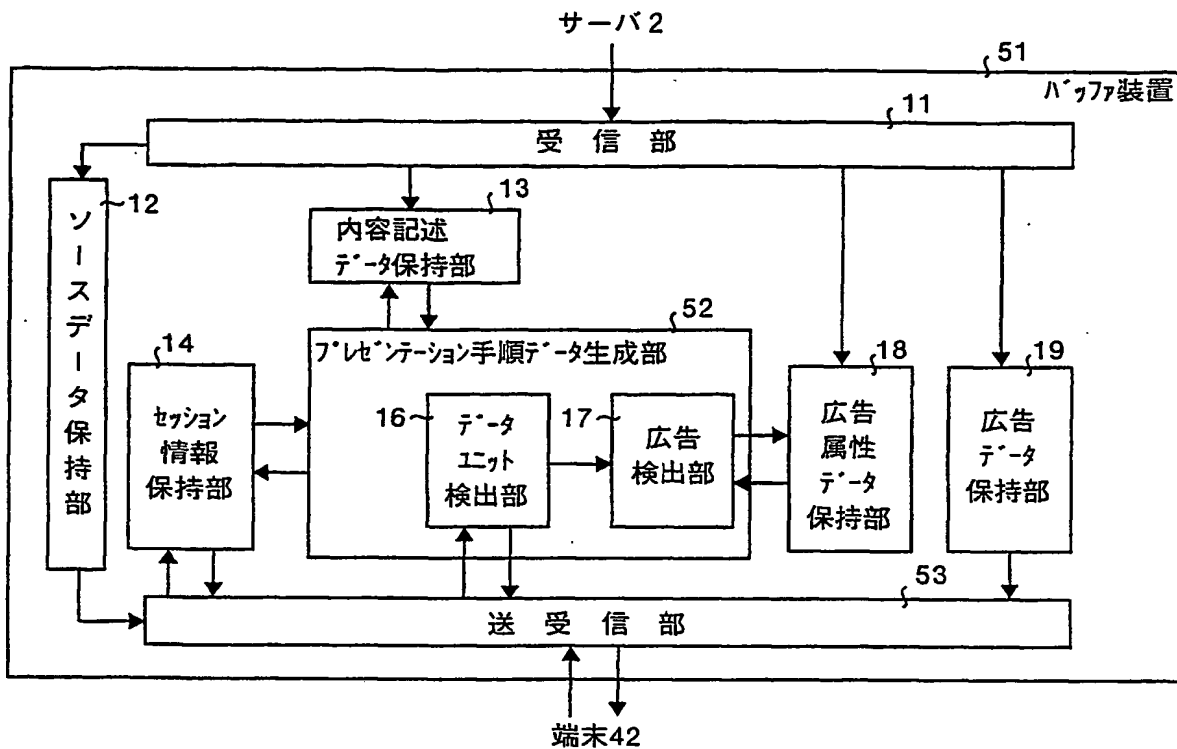 サーバ2
51
バッファ装置
11
受信部
12
ソースデータ保持部
13
内容記述
データ保持部
52
プレゼンテーション手順データ生成部
14
セッション
情報
保持部
16
データ
ユニット
検出部
17
広告
検出部
18
広告
属性
データ
保持部
19
広告
データ
保持部
53
送受信部
端末42